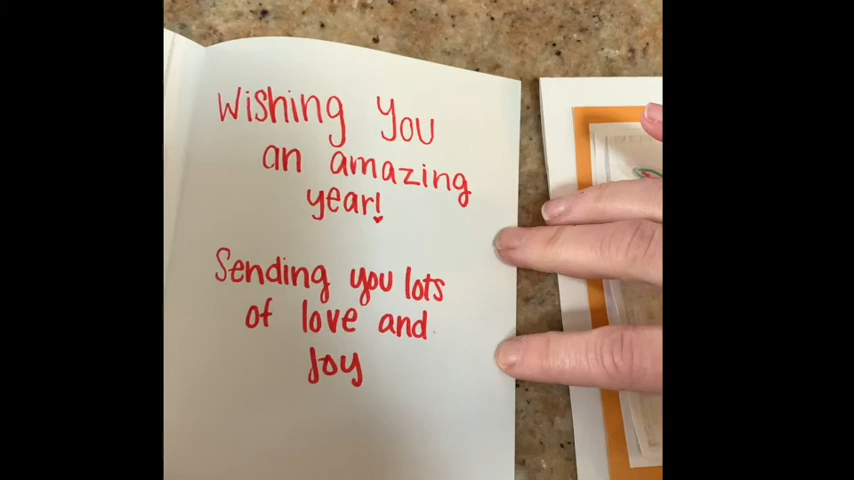 Wishing you
an amazing
year!
Sending you lots
of love and
Joy